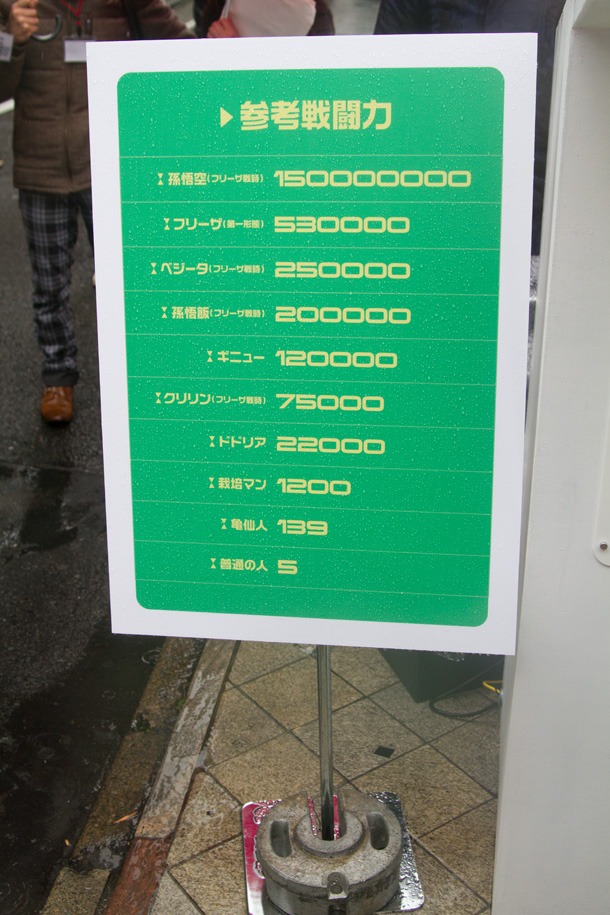 ▶参考戦闘力
孫悟空(フリーザ戦時) 150000000
フリーザ(第一形態) 530000
ベジータ(フリーザ戦時) 250000
孫悟飯(フリーザ戦時) 200000
ギニュー 120000
クリリン(フリーザ戦時) 75000
ドドリア 22000
栽培マン 1200
亀仙人 139
普通の人 5